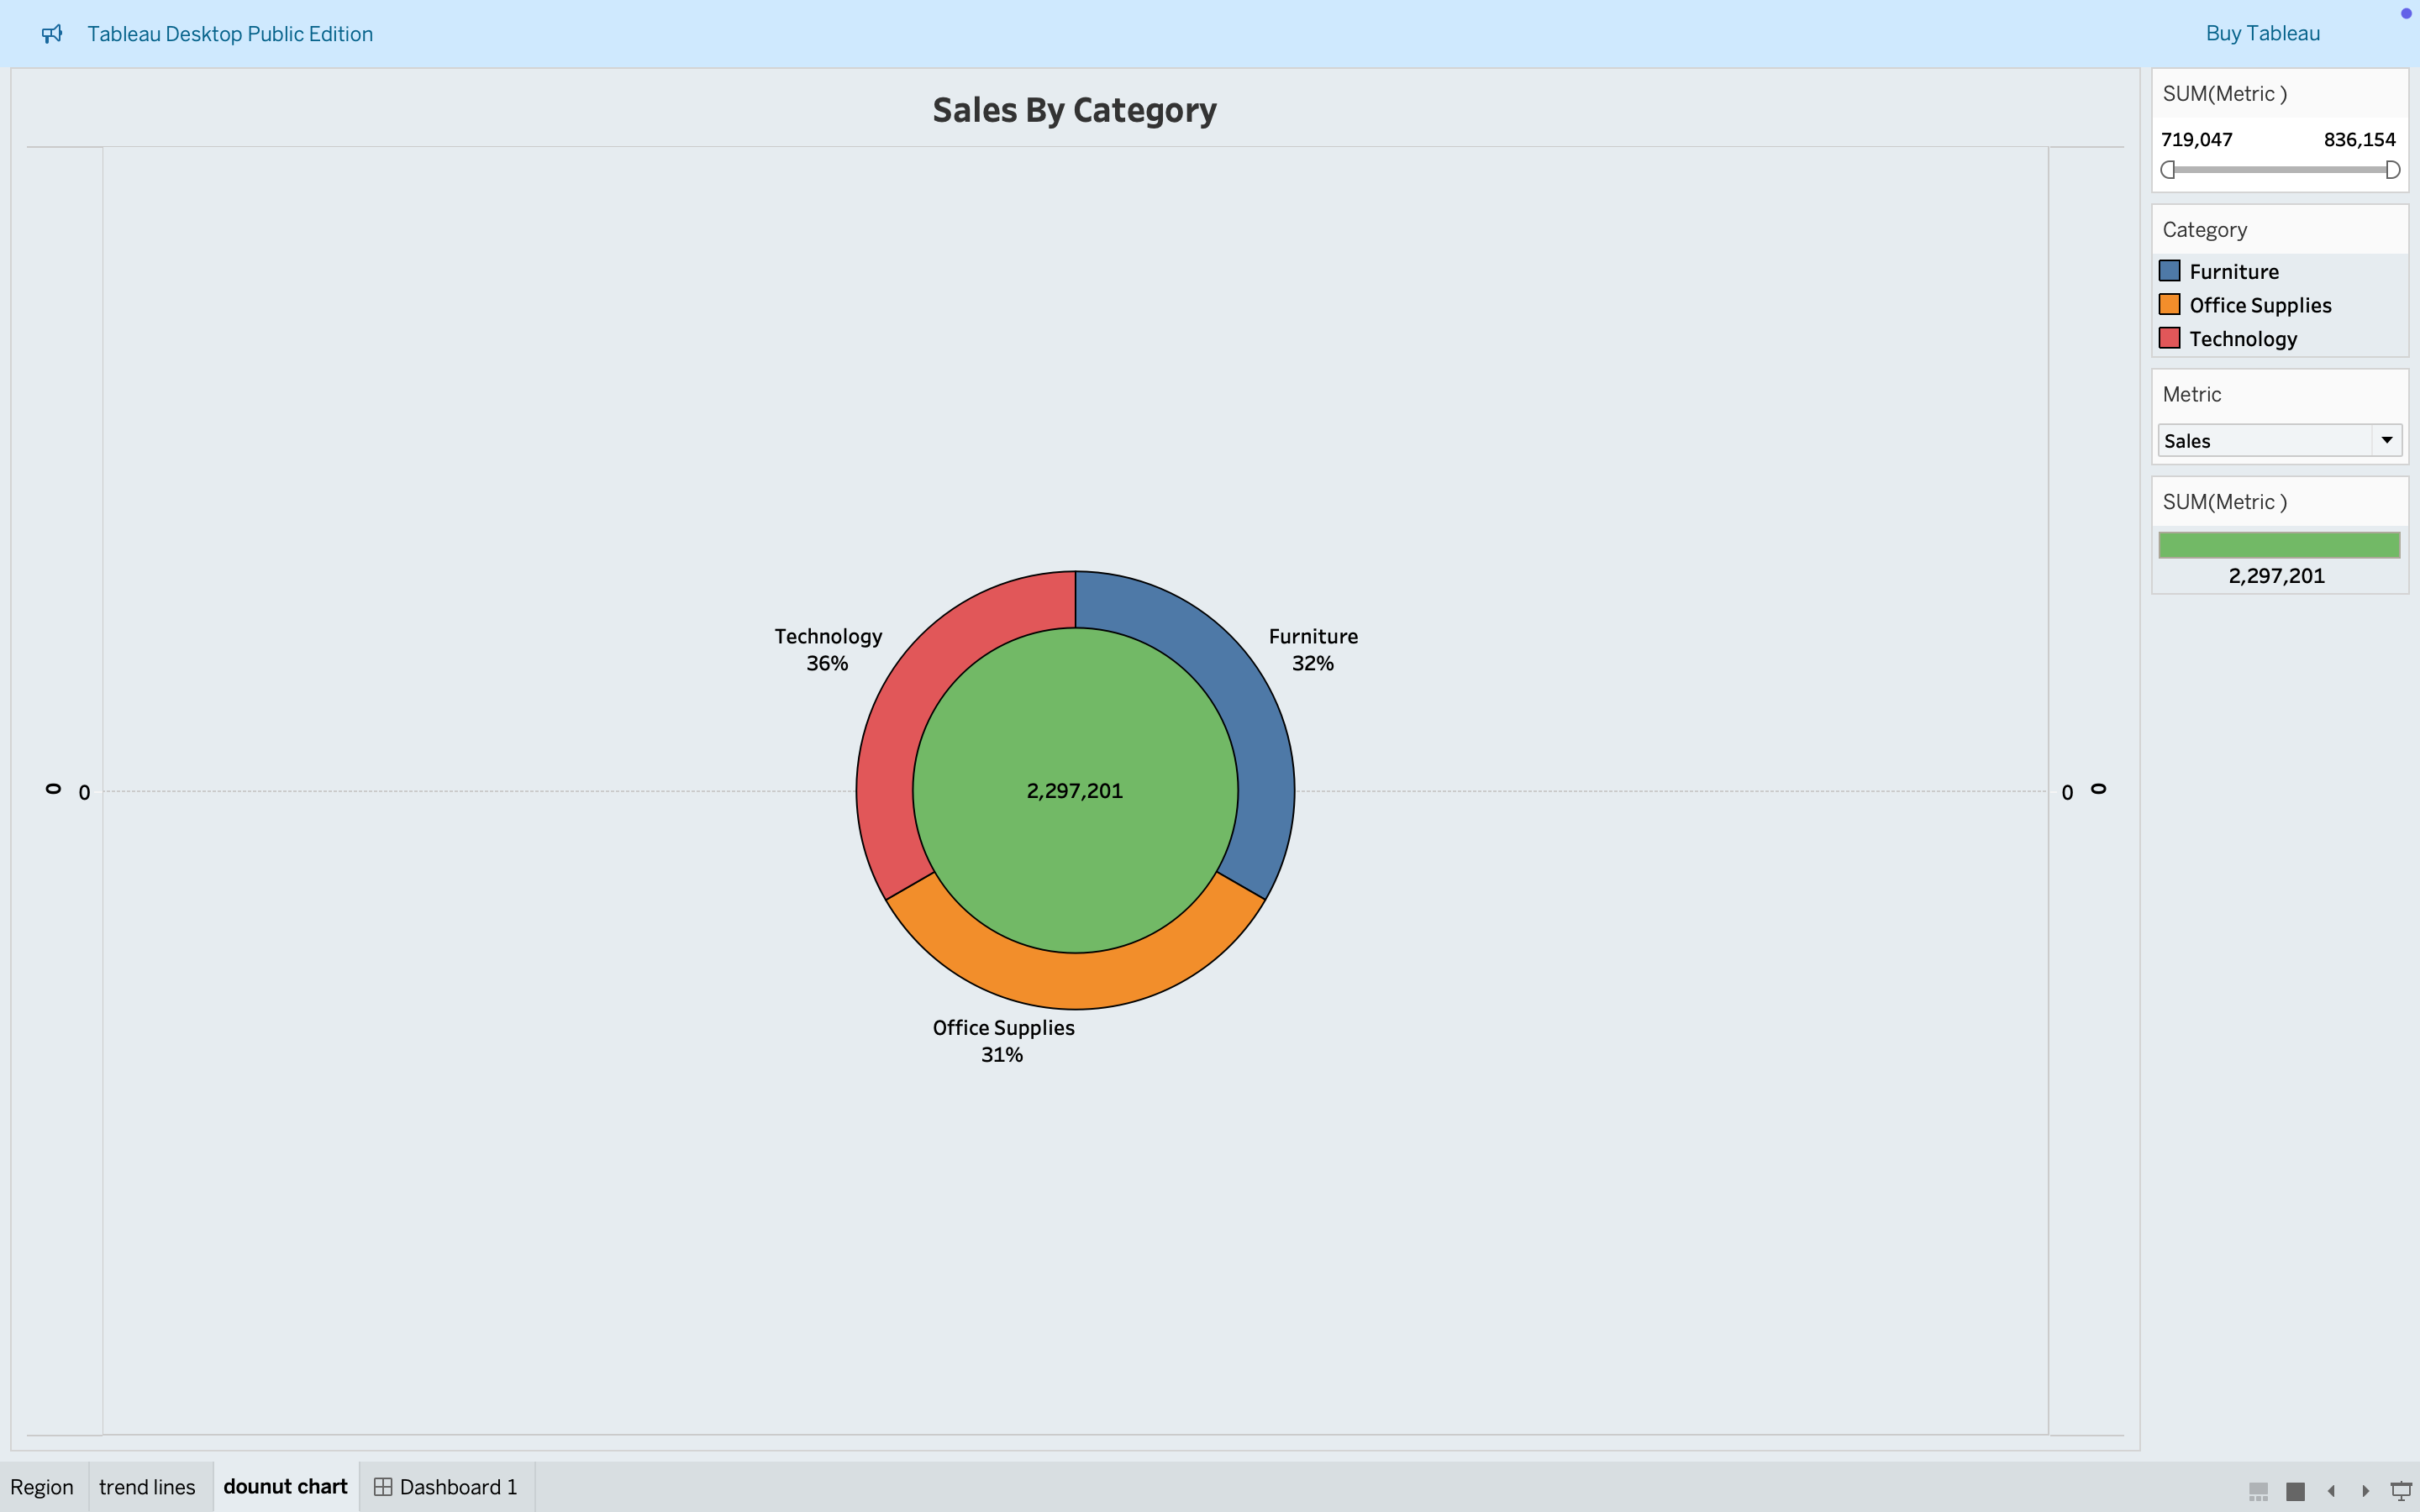 Tableau Desktop Public Edition
Buy Tableau
Sales By Category
Technology
36%
Furniture
32%
0
0
2,297,201
0
0
Office Supplies
31%
SUM(Metric )
719,047 836,154
Category
Furniture
Office Supplies
Technology
Metric
Sales
SUM(Metric )
2,297,201
Region trend lines dounut chart Dashboard 1